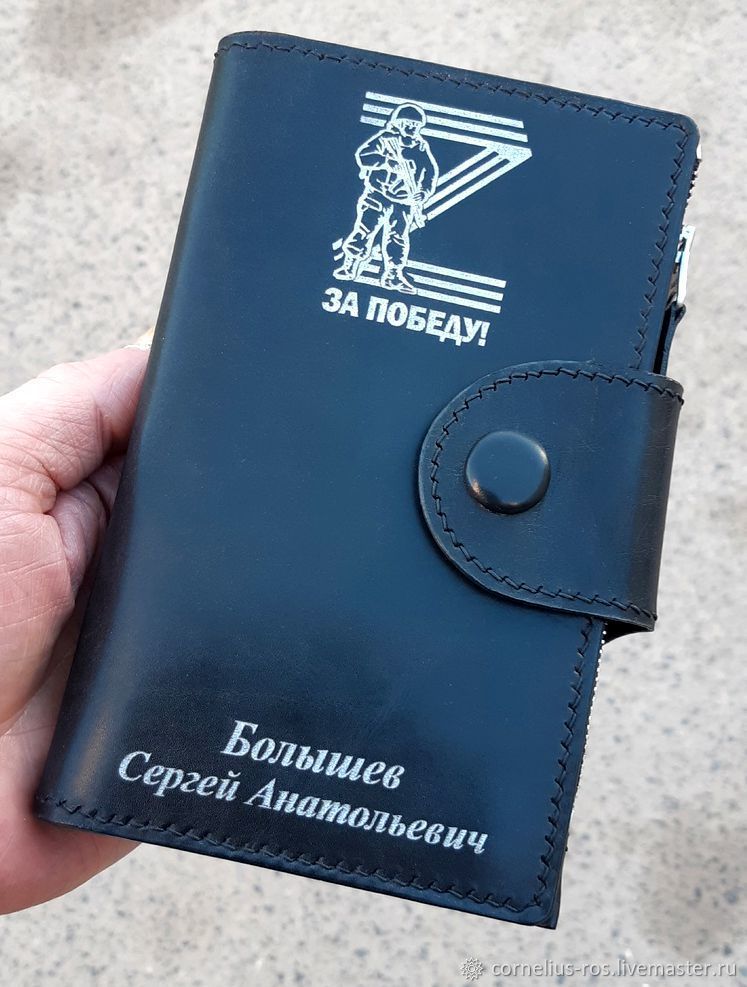 ЗА ПОБЕДУ!
Болышев
Сергей Анатольевич
cornelius-ros.livemaster.ru